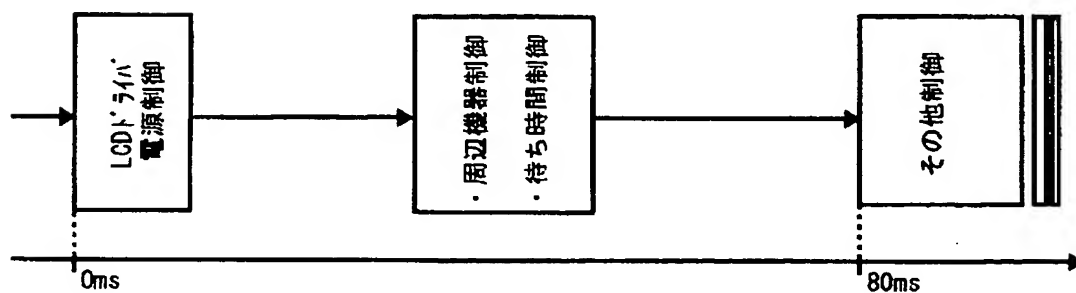 LCDドライバ
電源制御
・周辺機器制御
・待ち時間制御
その他制御
0ms
80ms